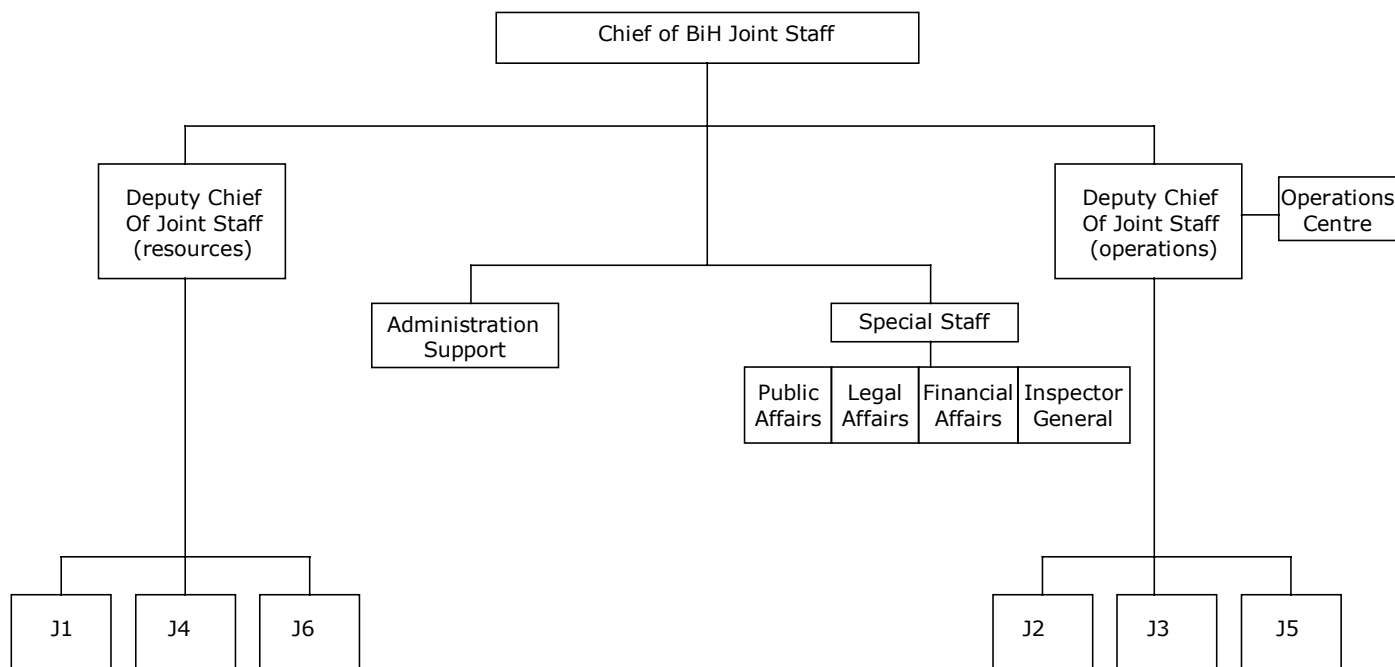 Chief of BiH Joint Staff
Deputy Chief
Of Joint Staff
(resources)
Deputy Chief
Of Joint Staff
(operations)
Operations
Centre
Administration
Support
Special Staff
Public
Affairs
Legal
Affairs
Financial
Affairs
Inspector
General
J1
J4
J6
J2
J3
J5